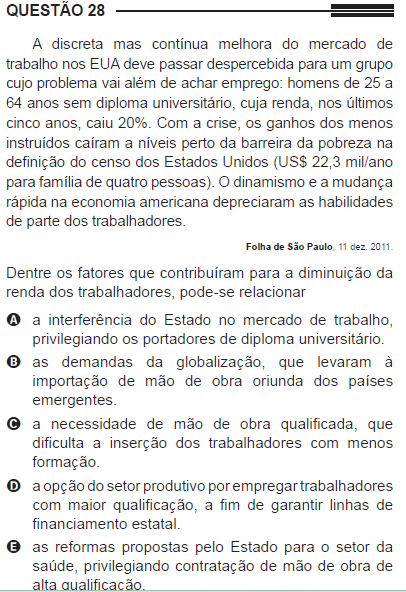 QUESTÃO 28
A discreta mas contínua melhora do mercado de
trabalho nos EUA deve passar despercebida para um grupo
cujo problema vai além de achar emprego: homens de 25 a
64 anos sem diploma universitário, cuja renda, nos últimos
cinco anos, caiu 20%. Com a crise, os ganhos dos menos
instruídos caíram a níveis perto da barreira da pobreza na
definição do censo dos Estados Unidos (US$ 22,3 mil/ano
para família de quatro pessoas). O dinamismo e a mudança
rápida na economia americana depreciaram as habilidades
de parte dos trabalhadores.
Folha de São Paulo, 11 dez. 2011.
Dentre os fatores que contribuíram para a diminuição da
renda dos trabalhadores, pode-se relacionar
A a interferência do Estado no mercado de trabalho,
privilegiando os portadores de diploma universitário.
B as demandas da globalização, que levaram à
importação de mão de obra oriunda dos países
emergentes.
C a necessidade de mão de obra qualificada, que
dificulta a inserção dos trabalhadores com menos
formação.
D a opção do setor produtivo por empregar trabalhadores
com maior qualificação, a fim de garantir linhas de
financiamento estatal.
E as reformas propostas pelo Estado para o setor da
saúde, privilegiando contratação de mão de obra de
alta qualificação.